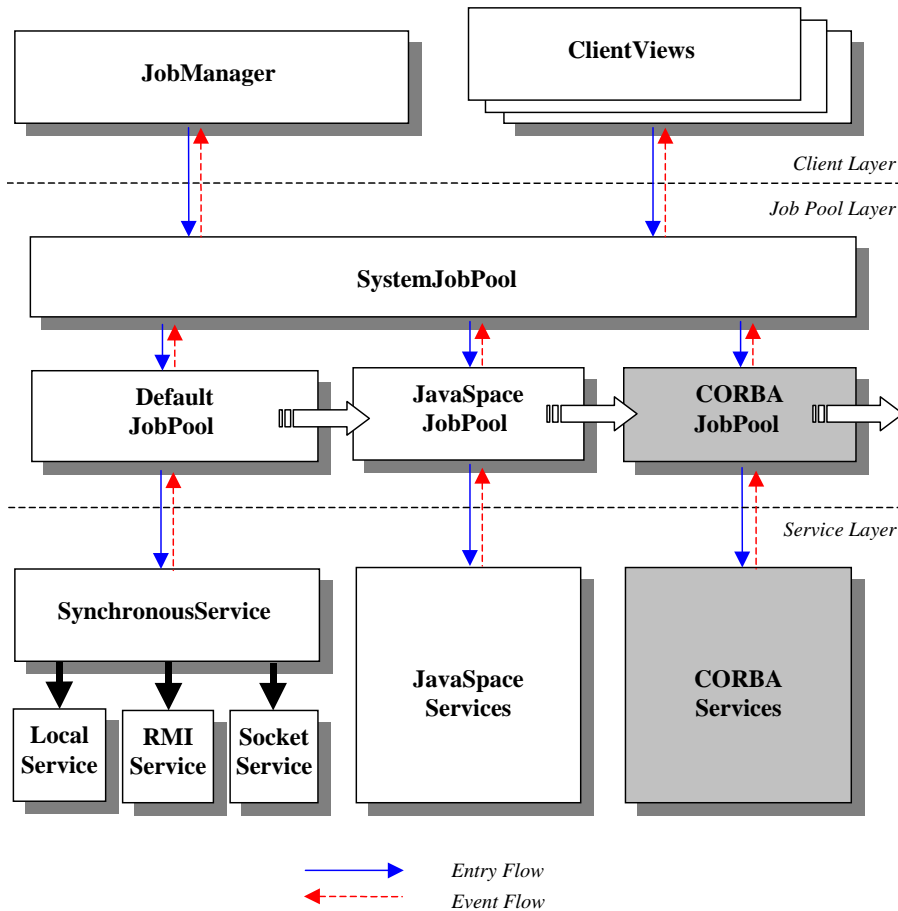 JobManager
ClientViews
Client Layer
Job Pool Layer
SystemJobPool
Default
JobPool
JavaSpace
JobPool
CORBA
JobPool
Service Layer
SynchronousService
Local
Service
RMI
Service
Socket
Service
JavaSpace
Services
CORBA
Services
Entry Flow
Event Flow